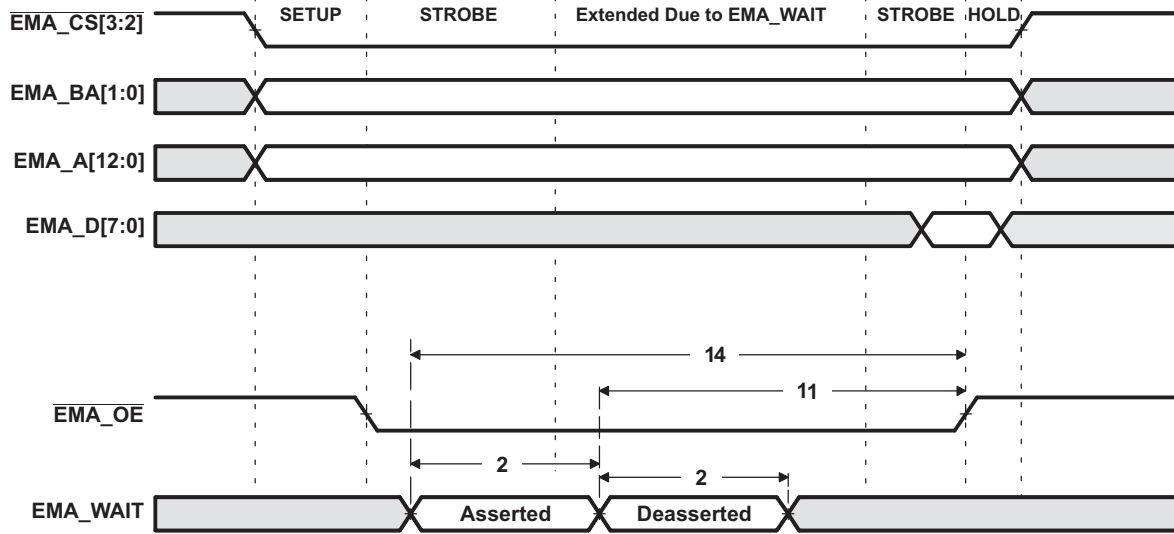 SETUP STROBE Extended Due to EMA_WAIT STROBE HOLD
EMA_CS[3:2]
EMA_BA[1:0]
EMA_A[12:0]
EMA_D[7:0]
14
11
EMA_OE
2
2
EMA_WAIT Asserted Deasserted